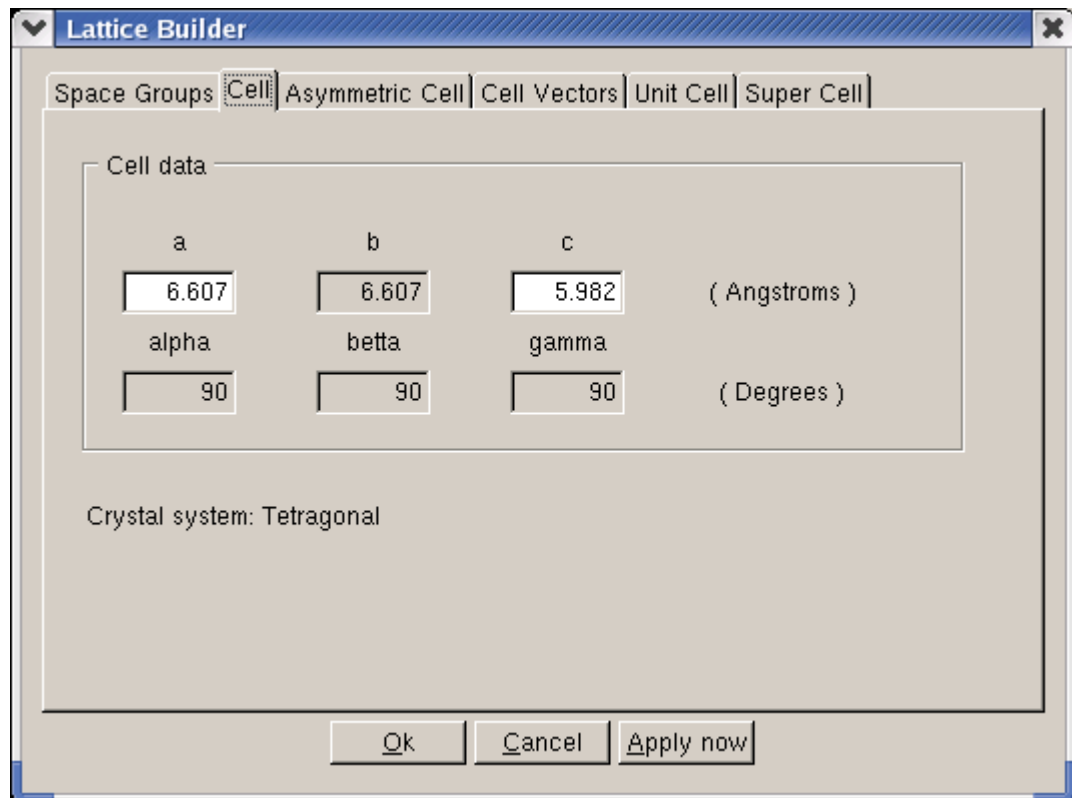 Lattice Builder
Space Groups Cell Asymmetric Cell Cell Vectors Unit Cell Super Cell
Cell data
a b c
6.607 6.607 5.982 ( Angstroms )
alpha betta gamma
90 90 90 ( Degrees )
Crystal system: Tetragonal
Ok Cancel Apply now